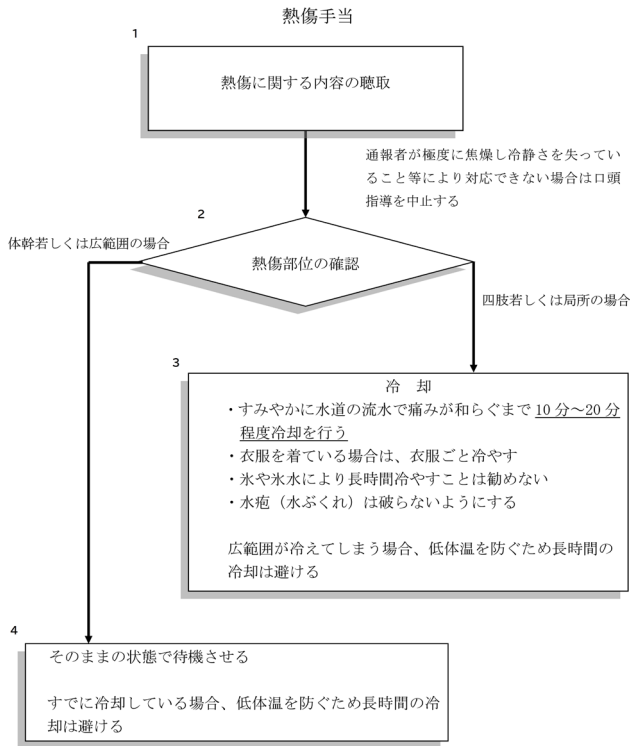 熱傷手当
1
熱傷に関する内容の聴取
通報者が極度に焦燥し冷静さを失ってい
ること等により対応できない場合は口頭
指導を中止する
2
体幹若しくは広範囲の場合
熱傷部位の確認
四肢若しくは局所の場合
3
冷　却
・すみやかに水道の流水で痛みが和らぐまで 10 分～20 分
程度冷却を行う
・衣服を着ている場合は、衣服ごと冷やす
・氷や氷水により長時間冷やすことは勧めない
・水疱（水ぶくれ）は破らないようにする
広範囲が冷えてしまう場合、低体温を防ぐため長時間の
冷却は避ける
4
そのままの状態で待機させる
すでに冷却している場合、低体温を防ぐため長時間の冷
却は避ける